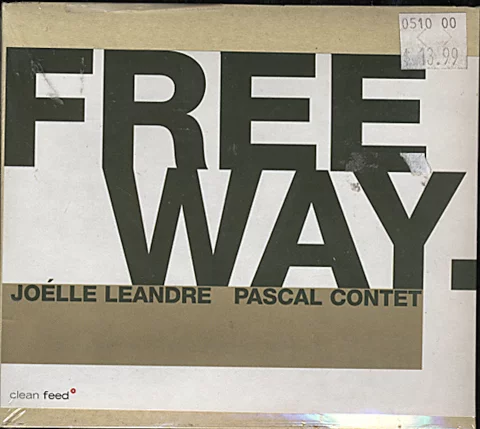 0510 00
$ 13.99
FREE
WAY.
JOÉLLE LEANDRE PASCAL CONTET
clean feed